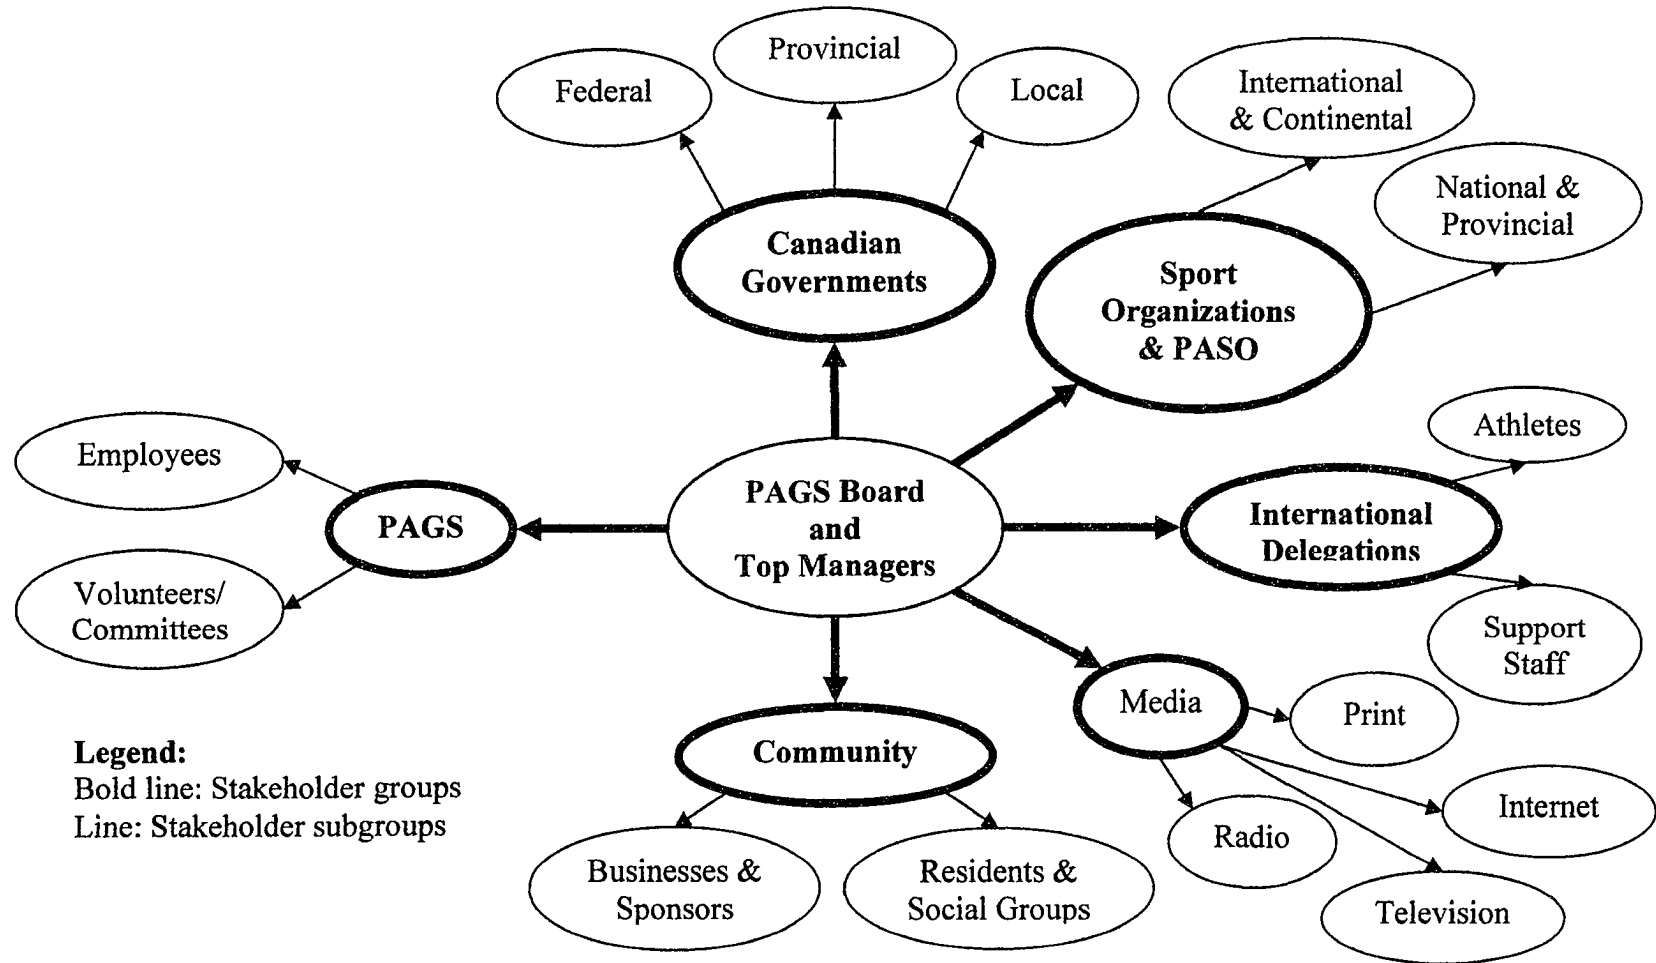 Provincial
Federal
Local
International
& Continental
National &
Provincial
Canadian
Governments
Sport
Organizations
& PASO
Athletes
Employees
PAGS Board
and
Top Managers
PAGS
International
Delegations
Volunteers/
Committees
Support
Staff
Media
Print
Community
Legend:
Bold line: Stakeholder groups
Line: Stakeholder subgroups
Internet
Radio
Businesses &
Sponsors
Residents &
Social Groups
Television